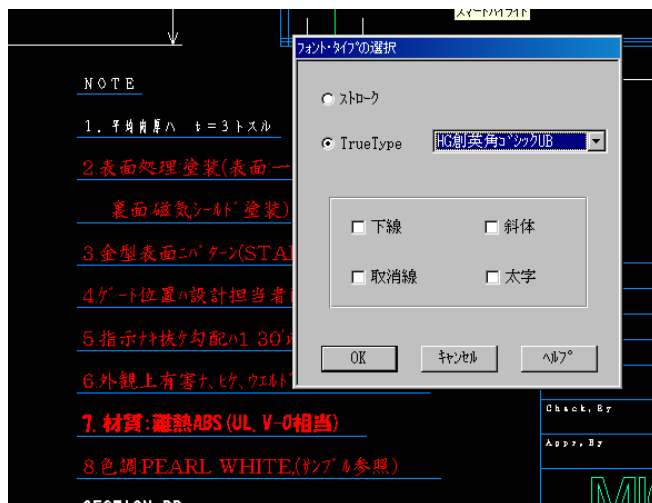 スマートハイライト
フォント・タイプの選択
NOTE
ストローク
1. 平均肉厚ハ t=3トスル
TrueType
HG創英角ゴシックUB
2.表面処理:塗装(表面:一
裏面:磁気シールド塗装)
下線
斜体
3.金型表面ニパターン(STA
取消線
太字
4.ゲート位置ハ設計担当者
5.指示ナキ抜ケ勾配ハ1 30'
OK
キャンセル
ヘルプ
6.外観上有害ナ、ヒケ、ウエルド
7. 材質:難熱ABS (UL, V-0相当)
Check, By
8.色調:PEARL WHITE,(サンプル参照)
Appr, By
SECTION BB
MIC